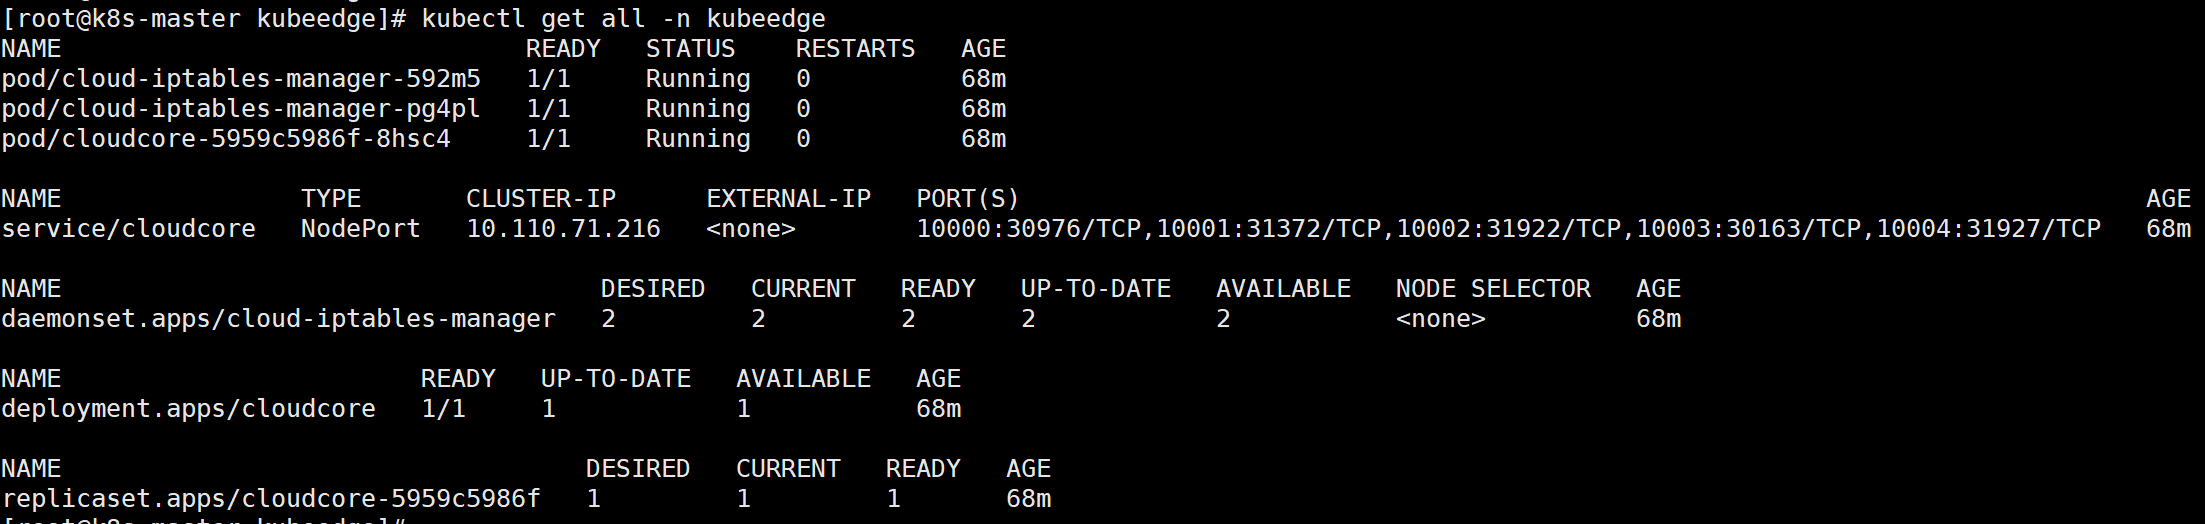 [root@k8s-master kubeedge]# kubectl get all -n kubeedge
NAME                               READY   STATUS    RESTARTS   AGE
pod/cloud-iptables-manager-592m5   1/1     Running   0          68m
pod/cloud-iptables-manager-pg4pl   1/1     Running   0          68m
pod/cloudcore-5959c5986f-8hsc4     1/1     Running   0          68m
NAME                TYPE       CLUSTER-IP      EXTERNAL-IP   PORT(S)                                                                           AGE
service/cloudcore   NodePort   10.110.71.216   <none>        10000:30976/TCP,10001:31372/TCP,10002:31922/TCP,10003:30163/TCP,10004:31927/TCP   68m
NAME                                    DESIRED   CURRENT   READY   UP-TO-DATE   AVAILABLE   NODE SELECTOR   AGE
daemonset.apps/cloud-iptables-manager   2         2         2       2            2           <none>          68m
NAME                        READY   UP-TO-DATE   AVAILABLE   AGE
deployment.apps/cloudcore   1/1     1            1           68m
NAME                                   DESIRED   CURRENT   READY   AGE
replicaset.apps/cloudcore-5959c5986f   1         1         1       68m
[root@k8s-master kubeedge]#